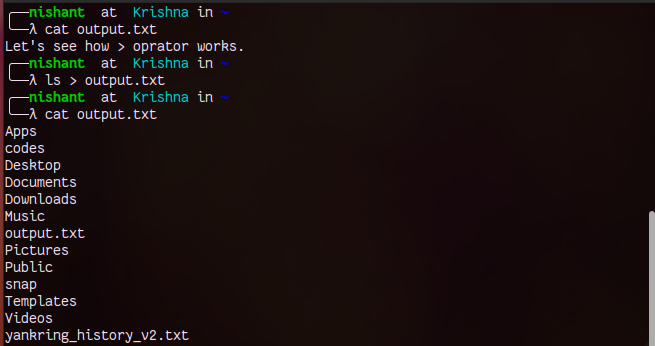 ╭──nishant at Krishna in ~
╰──λ cat output.txt
Let's see how > oprator works.
╭──nishant at Krishna in ~
╰──λ ls > output.txt
╭──nishant at Krishna in ~
╰──λ cat output.txt
Apps
codes
Desktop
Documents
Downloads
Music
output.txt
Pictures
Public
snap
Templates
Videos
yankring_history_v2.txt